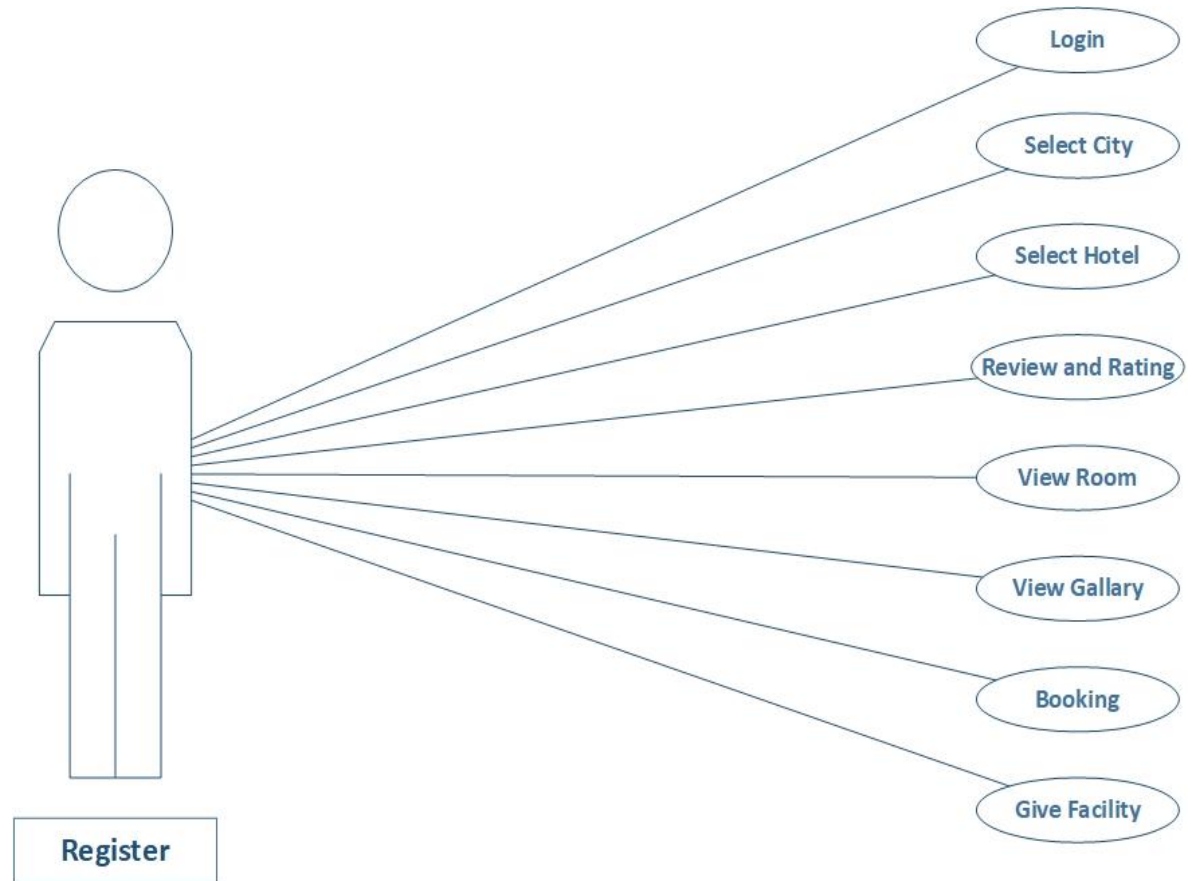 Login
Select City
Select Hotel
Review and Rating
View Room
View Gallary
Booking
Give Facility
Register